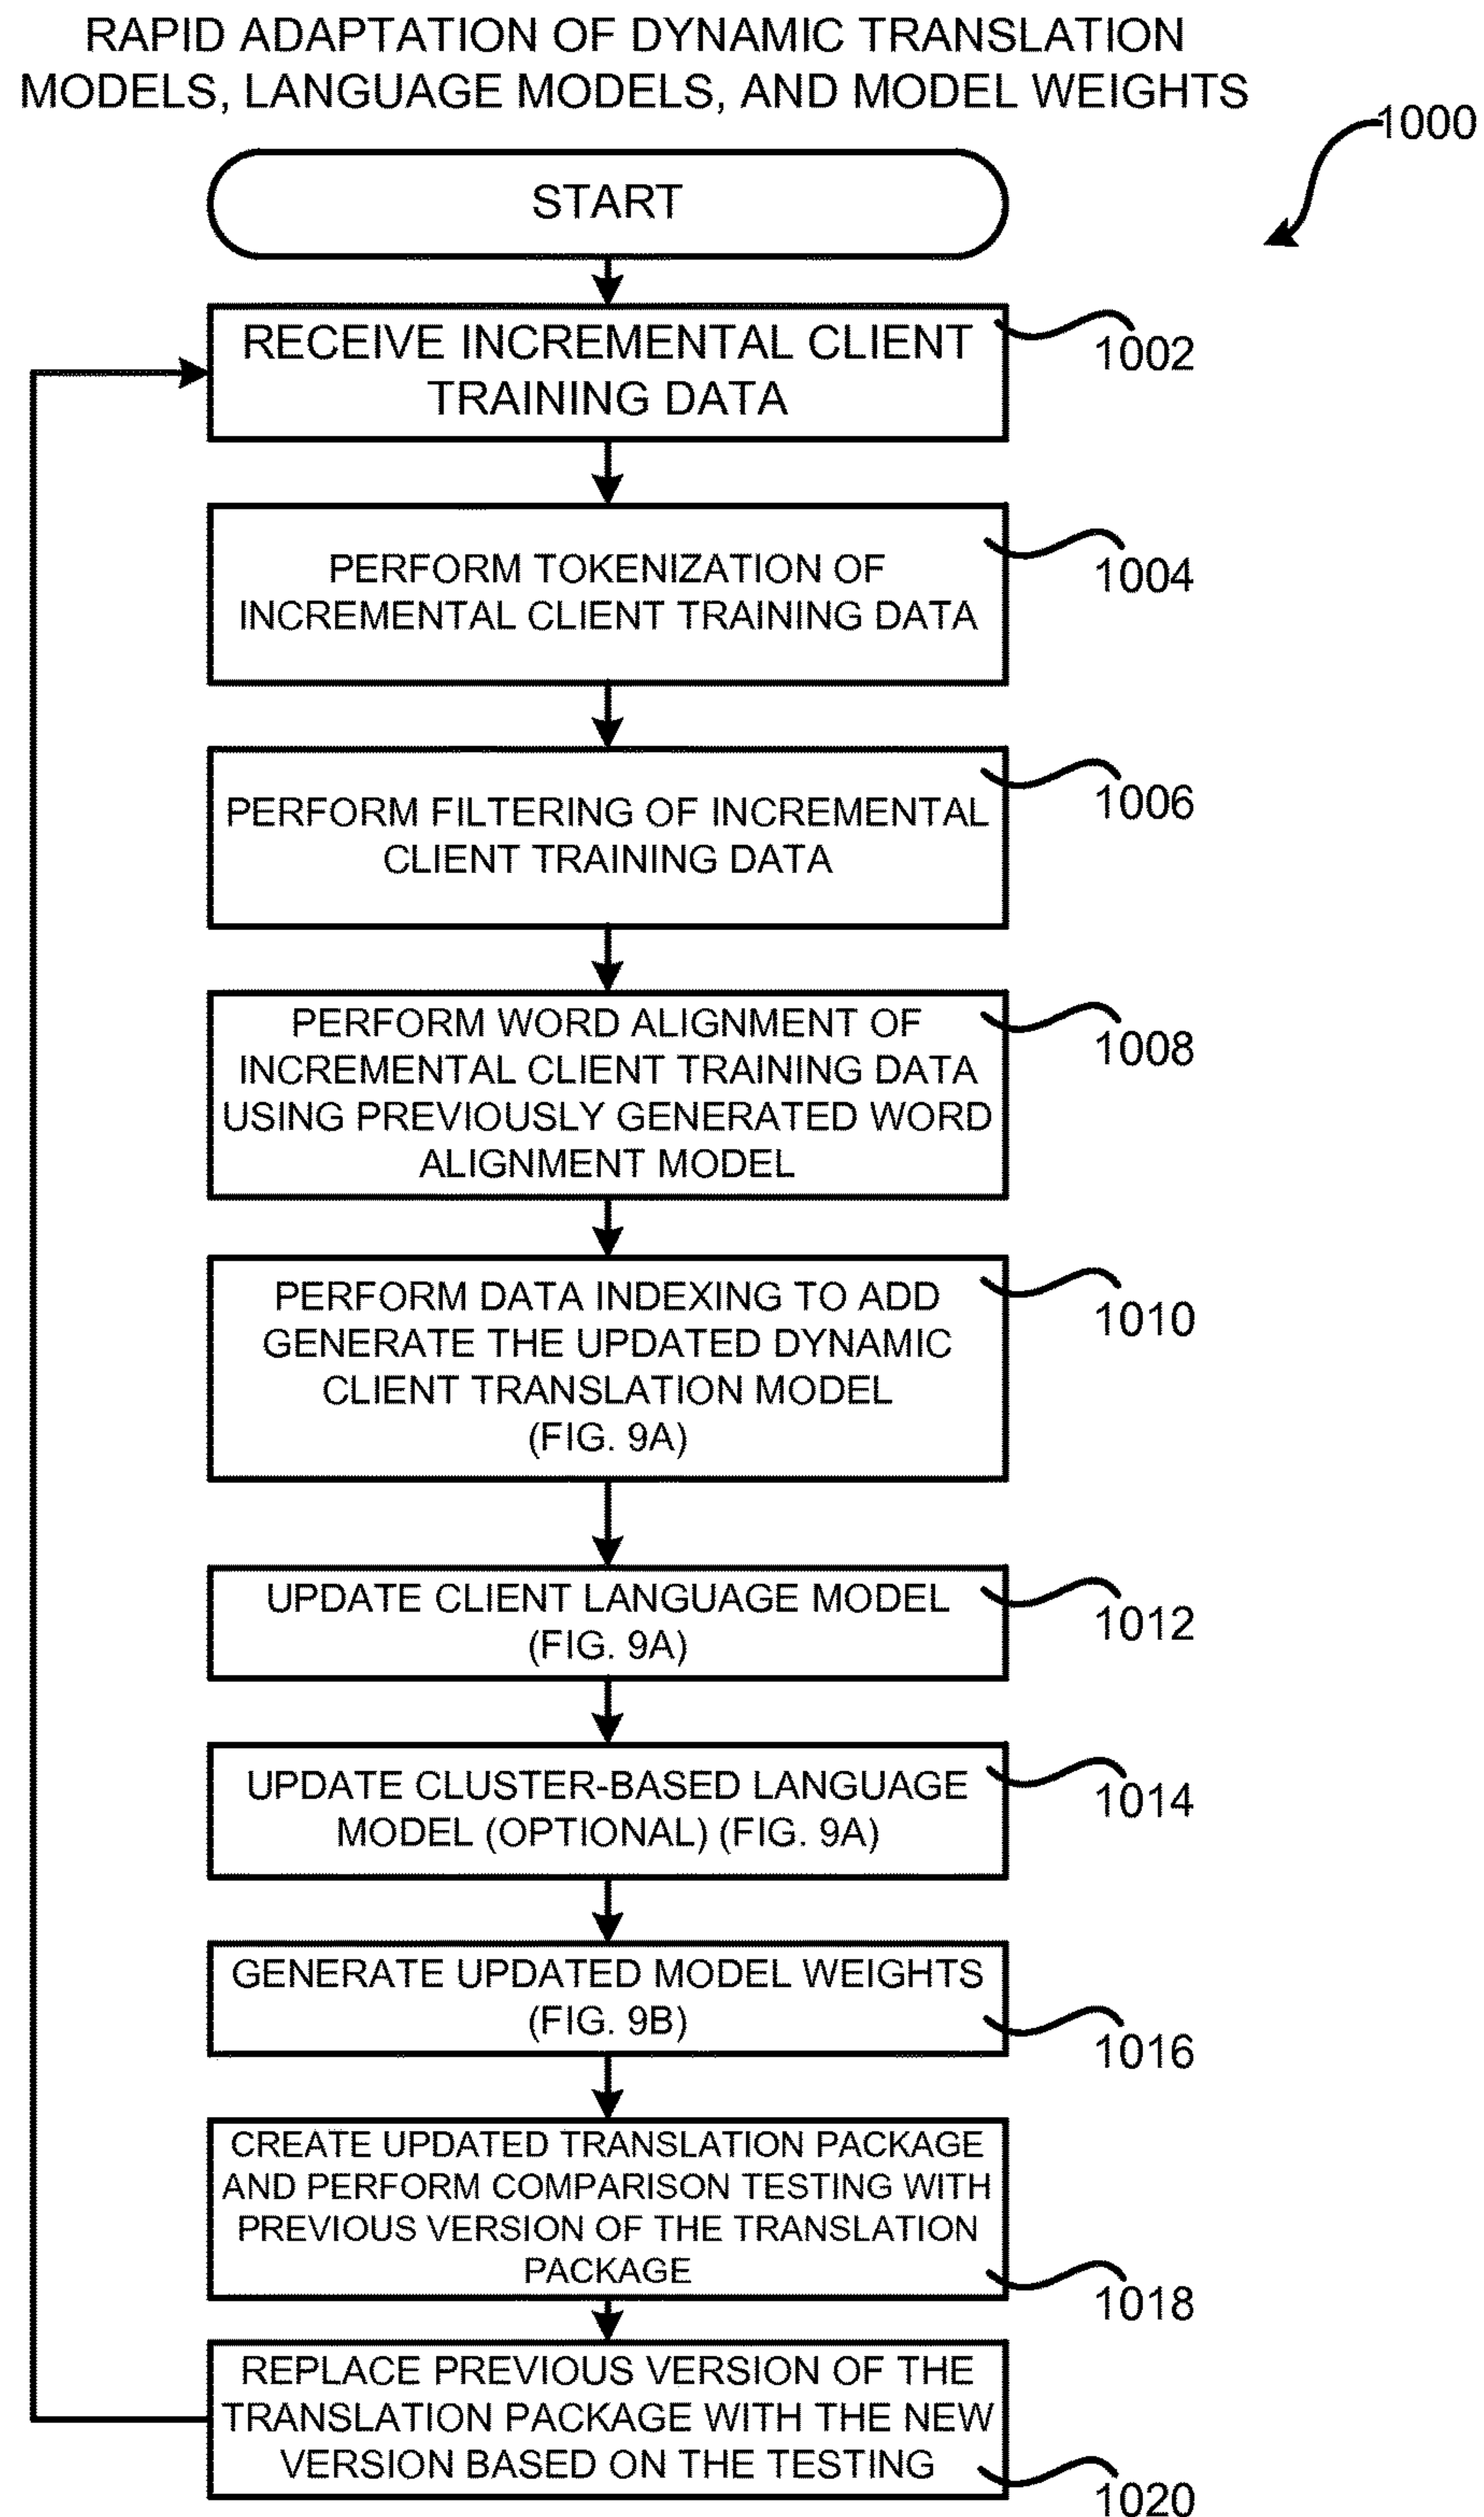 RAPID ADAPTATION OF DYNAMIC TRANSLATION
MODELS, LANGUAGE MODELS, AND MODEL WEIGHTS
1000
START
RECEIVE INCREMENTAL CLIENT
TRAINING DATA
1002
PERFORM TOKENIZATION OF
INCREMENTAL CLIENT TRAINING DATA
1004
PERFORM FILTERING OF INCREMENTAL
CLIENT TRAINING DATA
1006
PERFORM WORD ALIGNMENT OF
INCREMENTAL CLIENT TRAINING DATA
USING PREVIOUSLY GENERATED WORD
ALIGNMENT MODEL
1008
PERFORM DATA INDEXING TO ADD
GENERATE THE UPDATED DYNAMIC
CLIENT TRANSLATION MODEL
(FIG. 9A)
1010
UPDATE CLIENT LANGUAGE MODEL
(FIG. 9A)
1012
UPDATE CLUSTER-BASED LANGUAGE
MODEL (OPTIONAL) (FIG. 9A)
1014
GENERATE UPDATED MODEL WEIGHTS
(FIG. 9B)
1016
CREATE UPDATED TRANSLATION PACKAGE
AND PERFORM COMPARISON TESTING WITH
PREVIOUS VERSION OF THE TRANSLATION
PACKAGE
1018
REPLACE PREVIOUS VERSION OF THE
TRANSLATION PACKAGE WITH THE NEW
VERSION BASED ON THE TESTING
1020